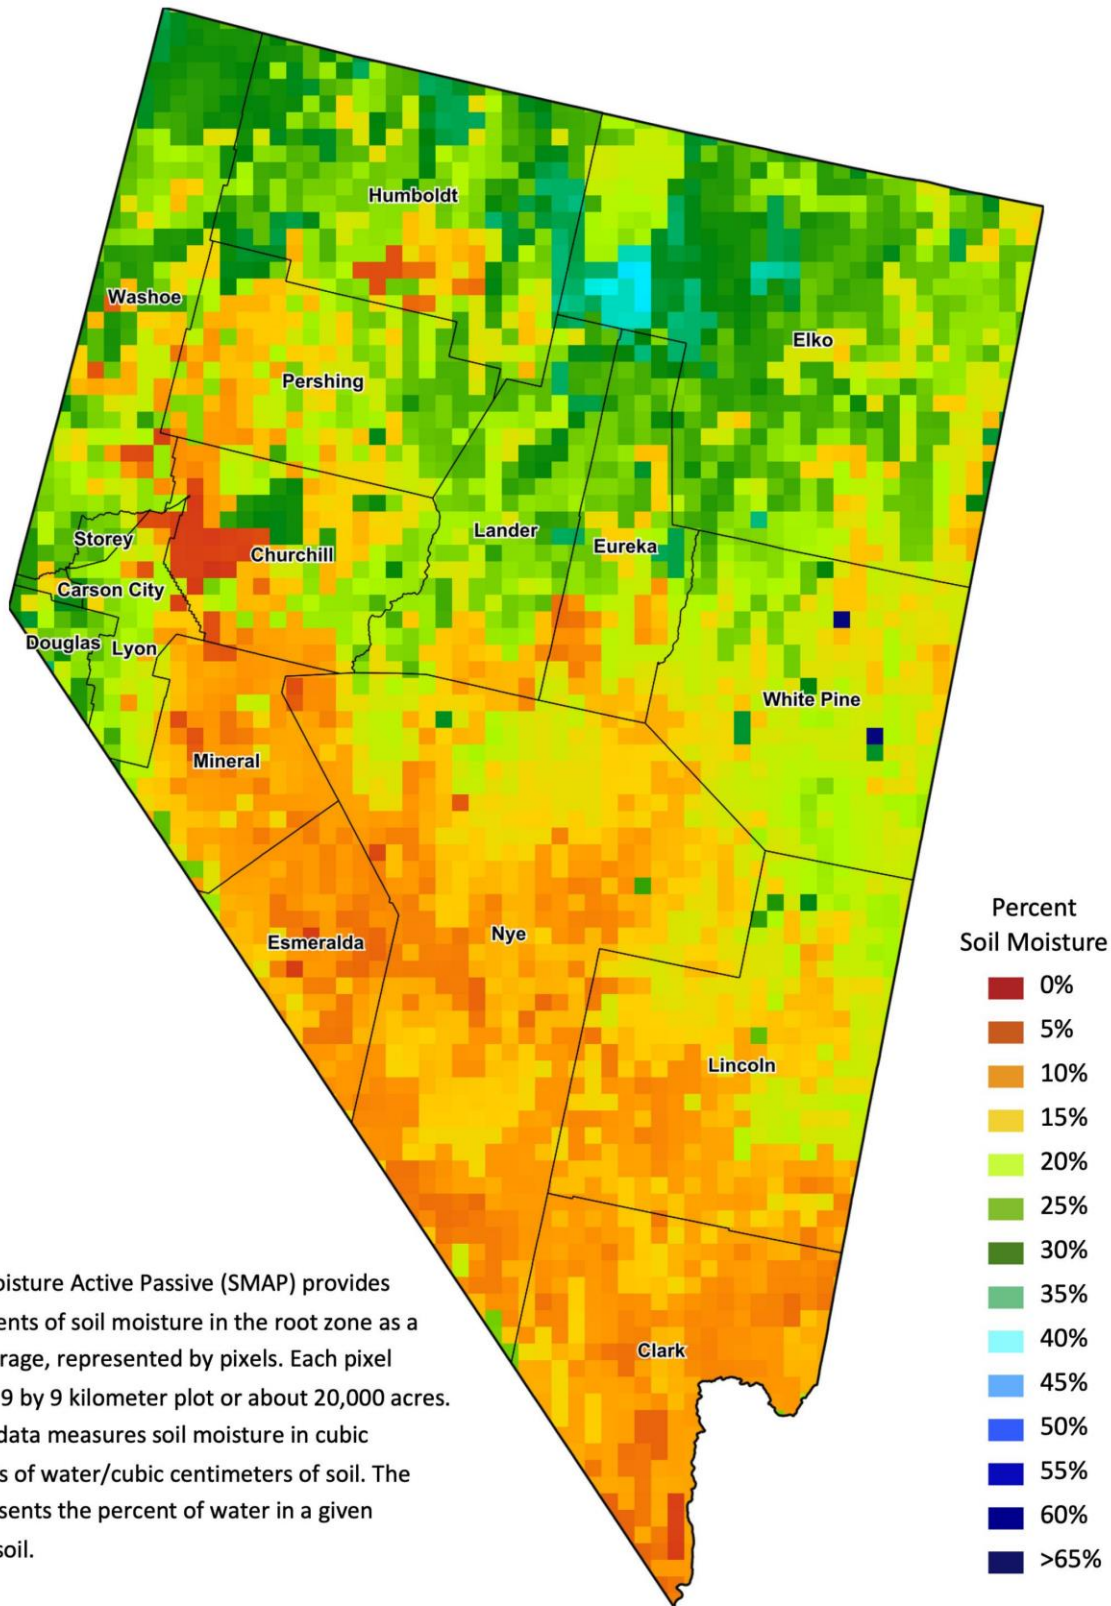 Humboldt
Washoe
Elko
Pershing
Storey
Churchill
Lander
Eureka
Carson City
Douglas
Lyon
White Pine
Mineral
Esmeralda
Nye
Lincoln
Clark
Percent
Soil Moisture
0%
5%
10%
15%
20%
25%
30%
35%
40%
45%
50%
55%
60%
>65%
oisture Active Passive (SMAP) provides
ents of soil moisture in the root zone as a
rage, represented by pixels. Each pixel
9 by 9 kilometer plot or about 20,000 acres.
data measures soil moisture in cubic
s of water/cubic centimeters of soil. The
sents the percent of water in a given
soil.